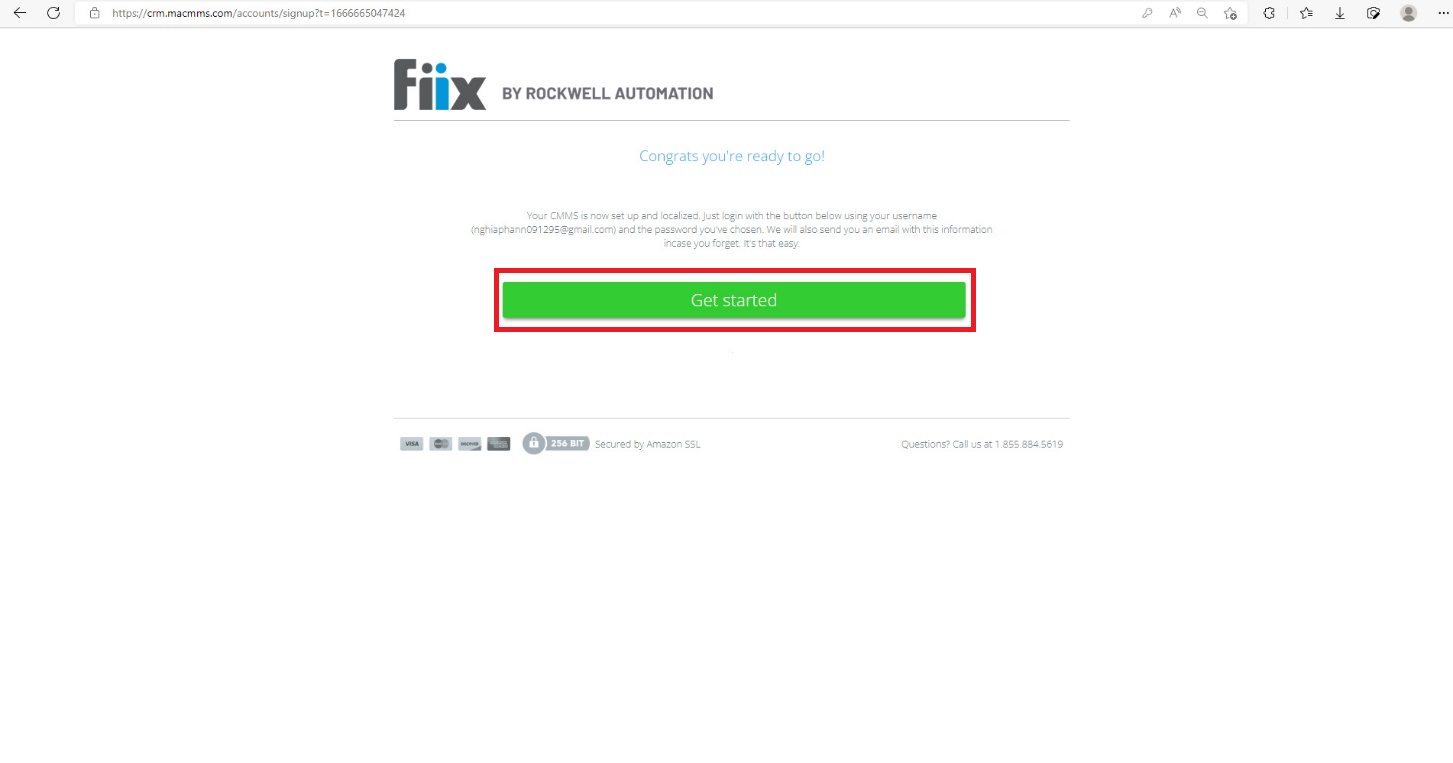 https://crm.macmms.com/accounts/signup?t=1666665047424
Fiix BY ROCKWELL AUTOMATION
Congrats you're ready to go!
Your CMMS is now set up and localized. Just login with the button below using your username
(nghiaphann091295@gmail.com) and the password you've chosen. We will also send you an email with this information
incase you forget. It's that easy.
Get started
VISA DISCOVER 256 BIT Secured by Amazon SSL
Questions? Call us at 1.855.884.5619